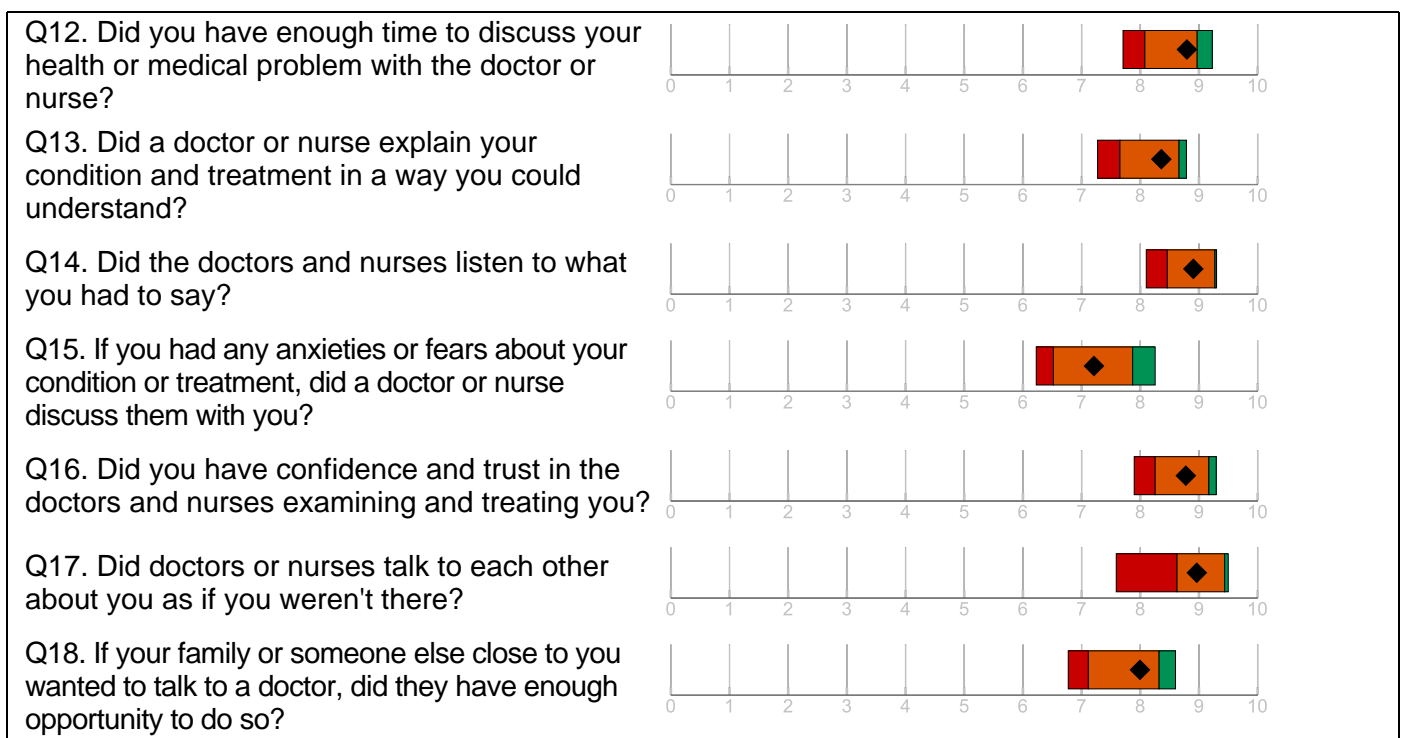 Q12. Did you have enough time to discuss your
health or medical problem with the doctor or
nurse?
0 1 2 3 4 5 6 7 8 9 10
Q13. Did a doctor or nurse explain your
condition and treatment in a way you could
understand?
0 1 2 3 4 5 6 7 8 9 10
Q14. Did the doctors and nurses listen to what
you had to say?
0 1 2 3 4 5 6 7 8 9 10
Q15. If you had any anxieties or fears about your
condition or treatment, did a doctor or nurse
discuss them with you?
0 1 2 3 4 5 6 7 8 9 10
Q16. Did you have confidence and trust in the
doctors and nurses examining and treating you?
0 1 2 3 4 5 6 7 8 9 10
Q17. Did doctors or nurses talk to each other
about you as if you weren't there?
0 1 2 3 4 5 6 7 8 9 10
Q18. If your family or someone else close to you
wanted to talk to a doctor, did they have enough
opportunity to do so?
0 1 2 3 4 5 6 7 8 9 10